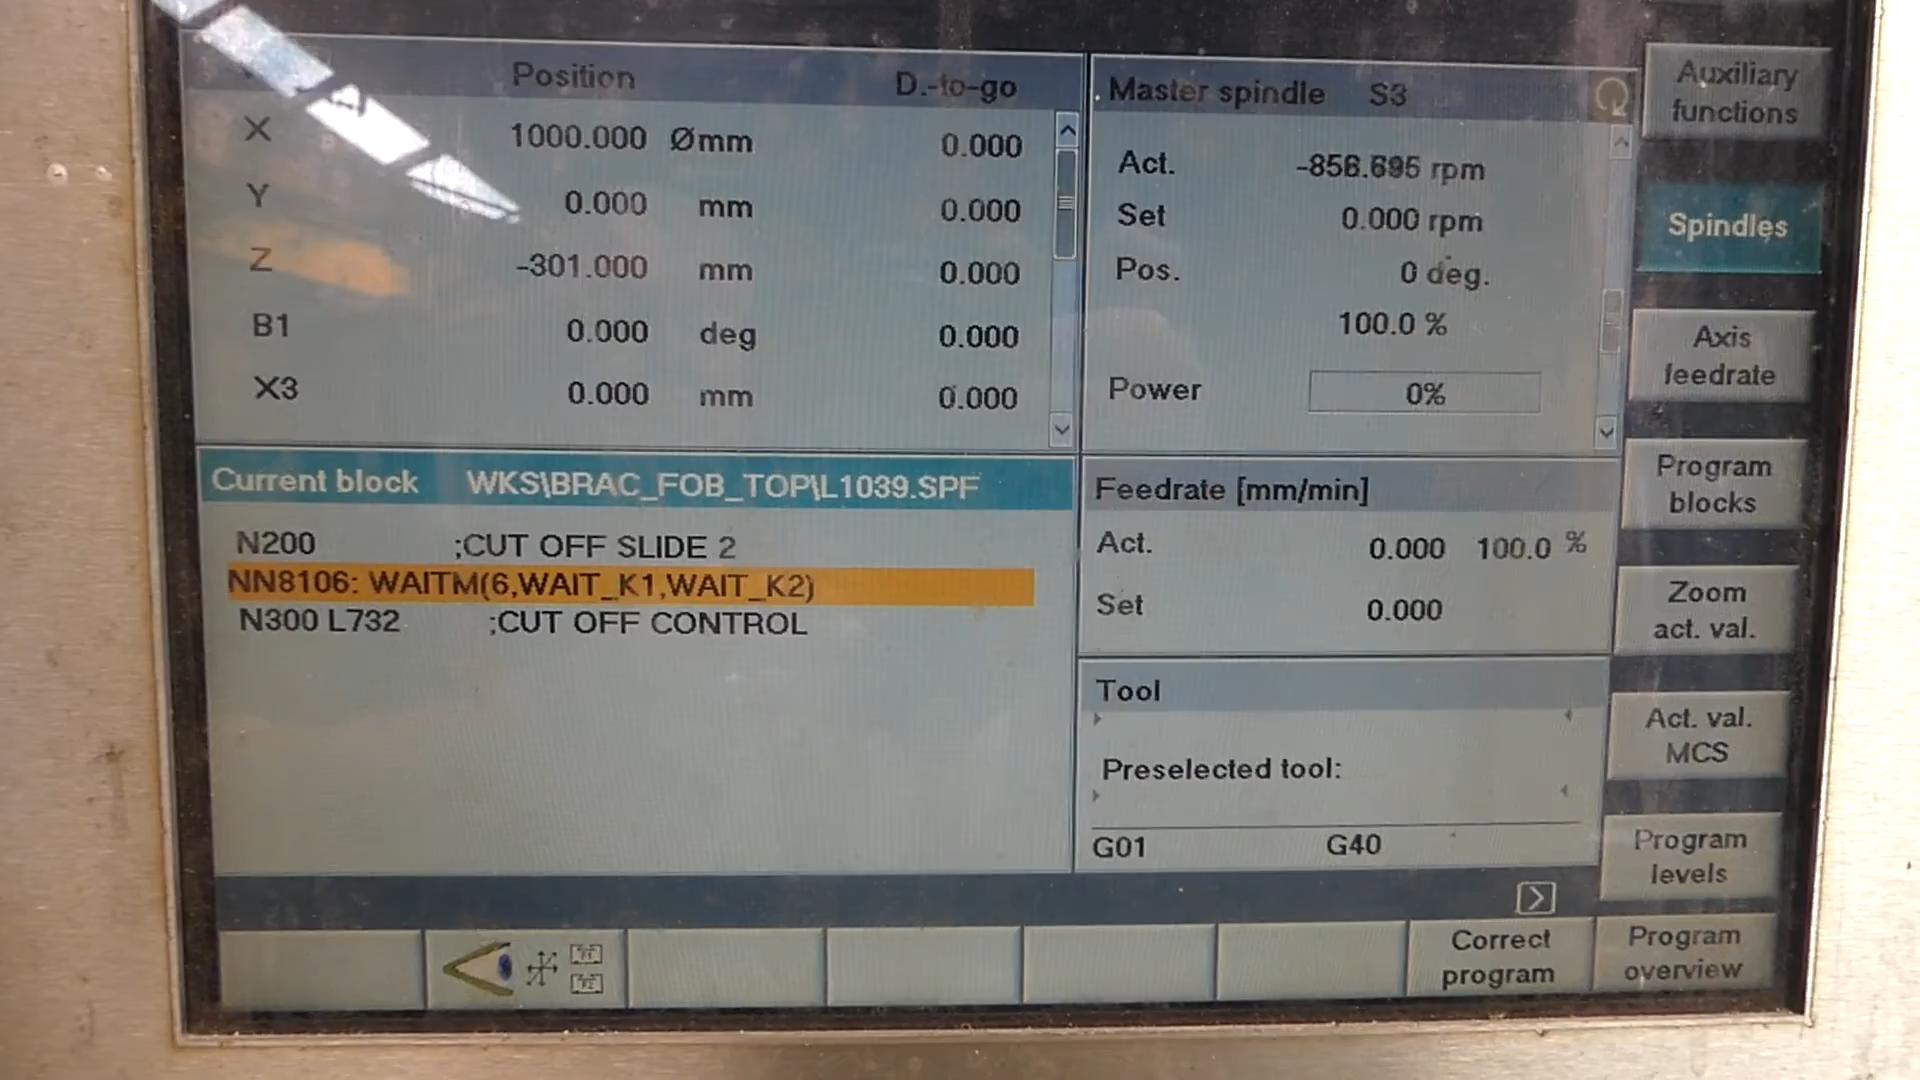 Position D.-to-go
X 1000.000 Ømm 0.000
Y 0.000 mm 0.000
Z -301.000 mm 0.000
B1 0.000 deg 0.000
X3 0.000 mm 0.000
Master spindle S3
Act. -856.695 rpm
Set 0.000 rpm
Pos. 0 deg.
100.0 %
Power 0%
Current block WKS\BRAC_FOB_TOP\L1039.SPF
N200 ;CUT OFF SLIDE 2
NN8106: WAITM(6,WAIT_K1,WAIT_K2)
N300 L732 ;CUT OFF CONTROL
Feedrate [mm/min]
Act. 0.000 100.0 %
Set 0.000
Tool
Preselected tool:
G01 G40
Auxiliary
functions
Spindles
Axis
feedrate
Program
blocks
Zoom
act. val.
Act. val.
MCS
Program
levels
Correct
program
Program
overview